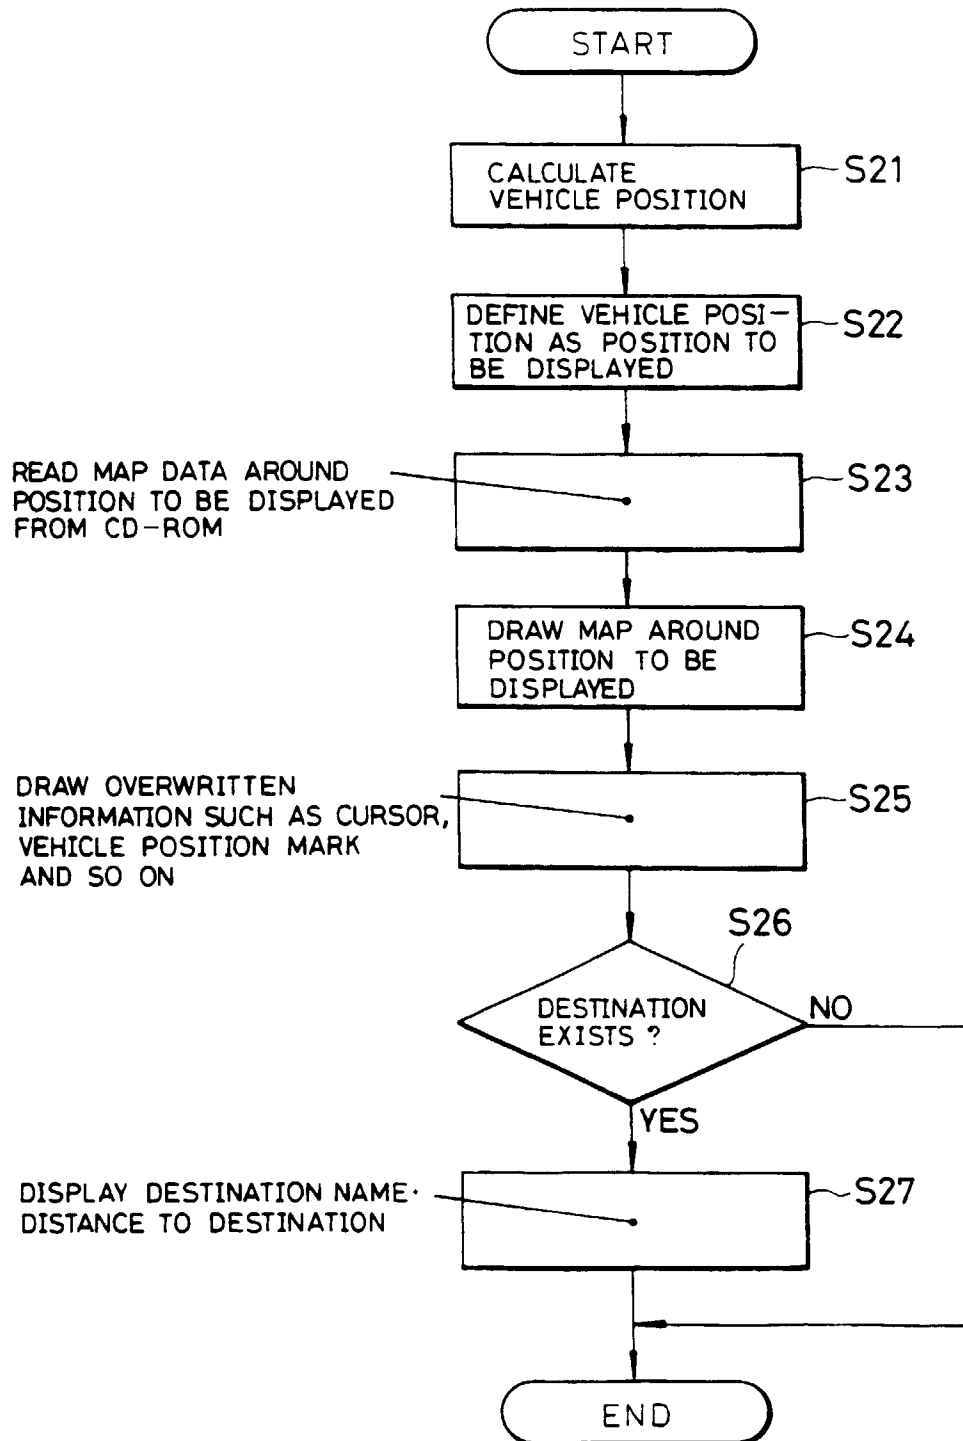 START
CALCULATE
VEHICLE POSITION
S21
DEFINE VEHICLE POSI-
TION AS POSITION TO
BE DISPLAYED
S22
READ MAP DATA AROUND
POSITION TO BE DISPLAYED
FROM CD-ROM
S23
DRAW MAP AROUND
POSITION TO BE
DISPLAYED
S24
DRAW OVERWRITTEN
INFORMATION SUCH AS CURSOR,
VEHICLE POSITION MARK
AND SO ON
S25
S26
DESTINATION
EXISTS ?
NO
YES
DISPLAY DESTINATION NAME·
DISTANCE TO DESTINATION
S27
END